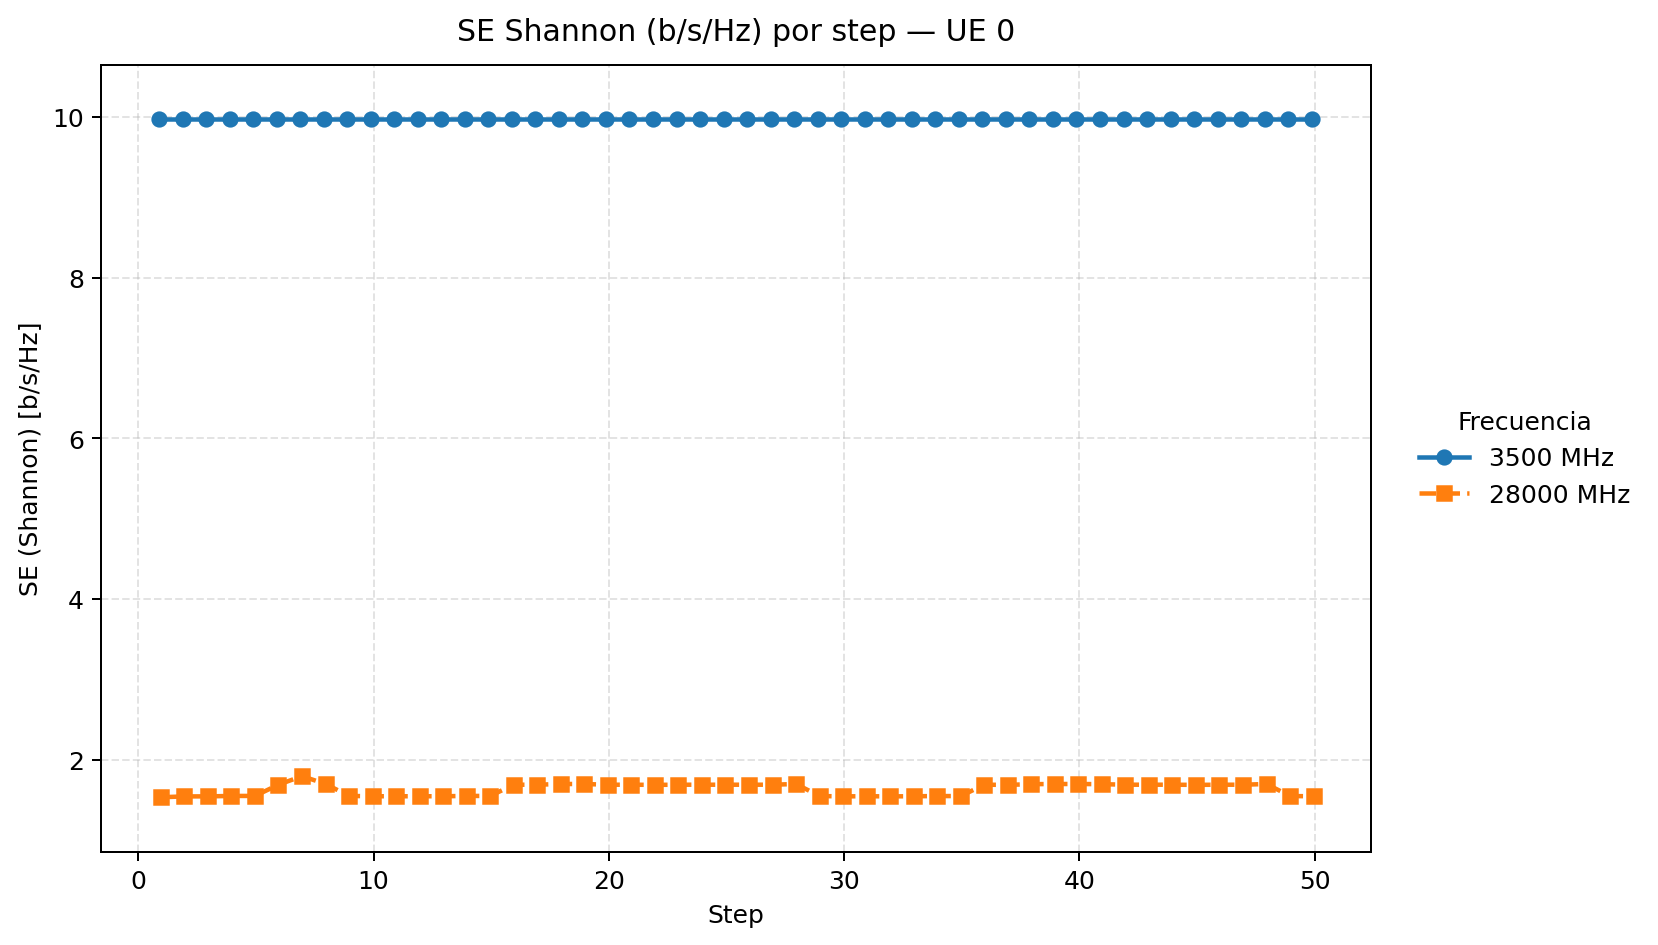 SE Shannon (b/s/Hz) por step — UE 0
SE (Shannon) [b/s/Hz]
10
8
6
4
2
0
10
20
30
40
50
Step
Frecuencia
3500 MHz
28000 MHz